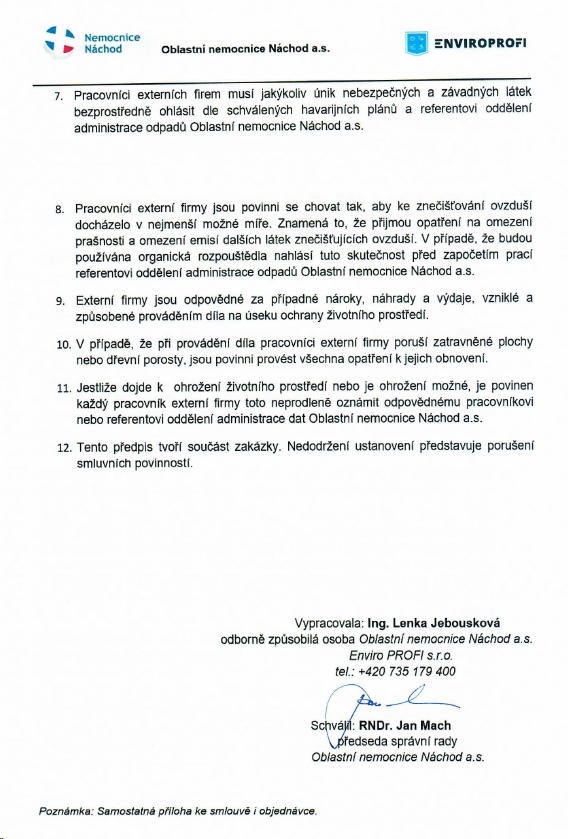 Nemocnice
Náchod
Oblastní nemocnice Náchod a.s.
ENVIROPROFI
7. Pracovníci externích firem musí jakýkoliv únik nebezpečných a závadných látek
bezprostředně ohlásit dle schválených havarijních plánů a referentovi oddělení
administrace odpadů Oblastní nemocnice Náchod a.s.
8. Pracovníci externí firmy jsou povinni se chovat tak, aby ke znečišťování ovzduší
docházelo v nejmenší možné míře. Znamená to, že přijmou opatření na omezení
prašnosti a omezení emisí dalších látek znečišťujících ovzduší. V případě, že budou
používána organická rozpouštědla nahlásí tuto skutečnost před započetím prací
referentovi oddělení administrace odpadů Oblastní nemocnice Náchod a.s.
9. Externí firmy jsou odpovědné za případné nároky, náhrady a výdaje, vzniklé a
způsobené prováděním díla na úseku ochrany životního prostředí.
10. V případě, že při provádění díla pracovníci externí firmy poruší zatravněné plochy
nebo dřevní porosty, jsou povinni provést všechna opatření k jejich obnovení.
11. Jestliže dojde k ohrožení životního prostředí nebo je ohrožení možné, je povinen
každý pracovník externí firmy toto neprodleně oznámit odpovědnému pracovníkovi
nebo referentovi oddělení administrace dat Oblastní nemocnice Náchod a.s.
12. Tento předpis tvoří součást zakázky. Nedodržení ustanovení představuje porušení
smluvních povinností.
Vypracovala: Ing. Lenka Jebousková
odborně způsobilá osoba Oblastní nemocnice Náchod a.s.
Enviro PROFI s.r.o.
tel.: +420 735 179 400
Schválil: RNDr. Jan Mach
předseda správní rady
Oblastní nemocnice Náchod a.s.
Poznámka: Samostatná příloha ke smlouvě i objednávce.